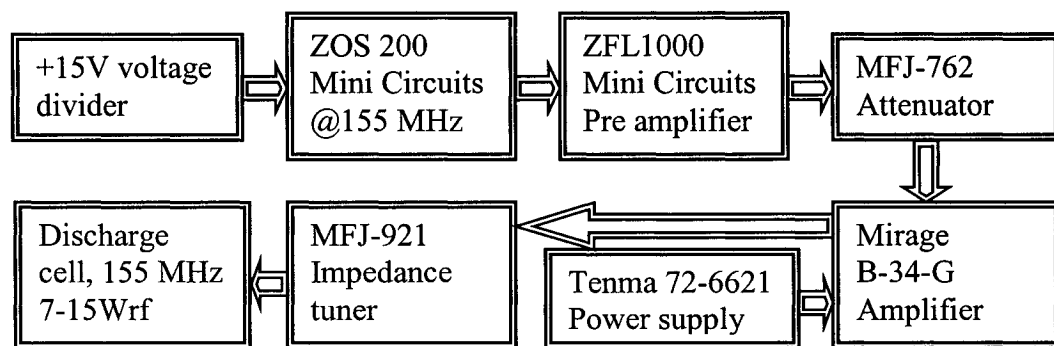 +15V voltage
divider
ZOS 200
Mini Circuits
@155 MHz
ZFL1000
Mini Circuits
Pre amplifier
MFJ-762
Attenuator
Discharge
cell, 155 MHz
7-15Wrf
MFJ-921
Impedance
tuner
Tenma 72-6621
Power supply
Mirage
B-34-G
Amplifier